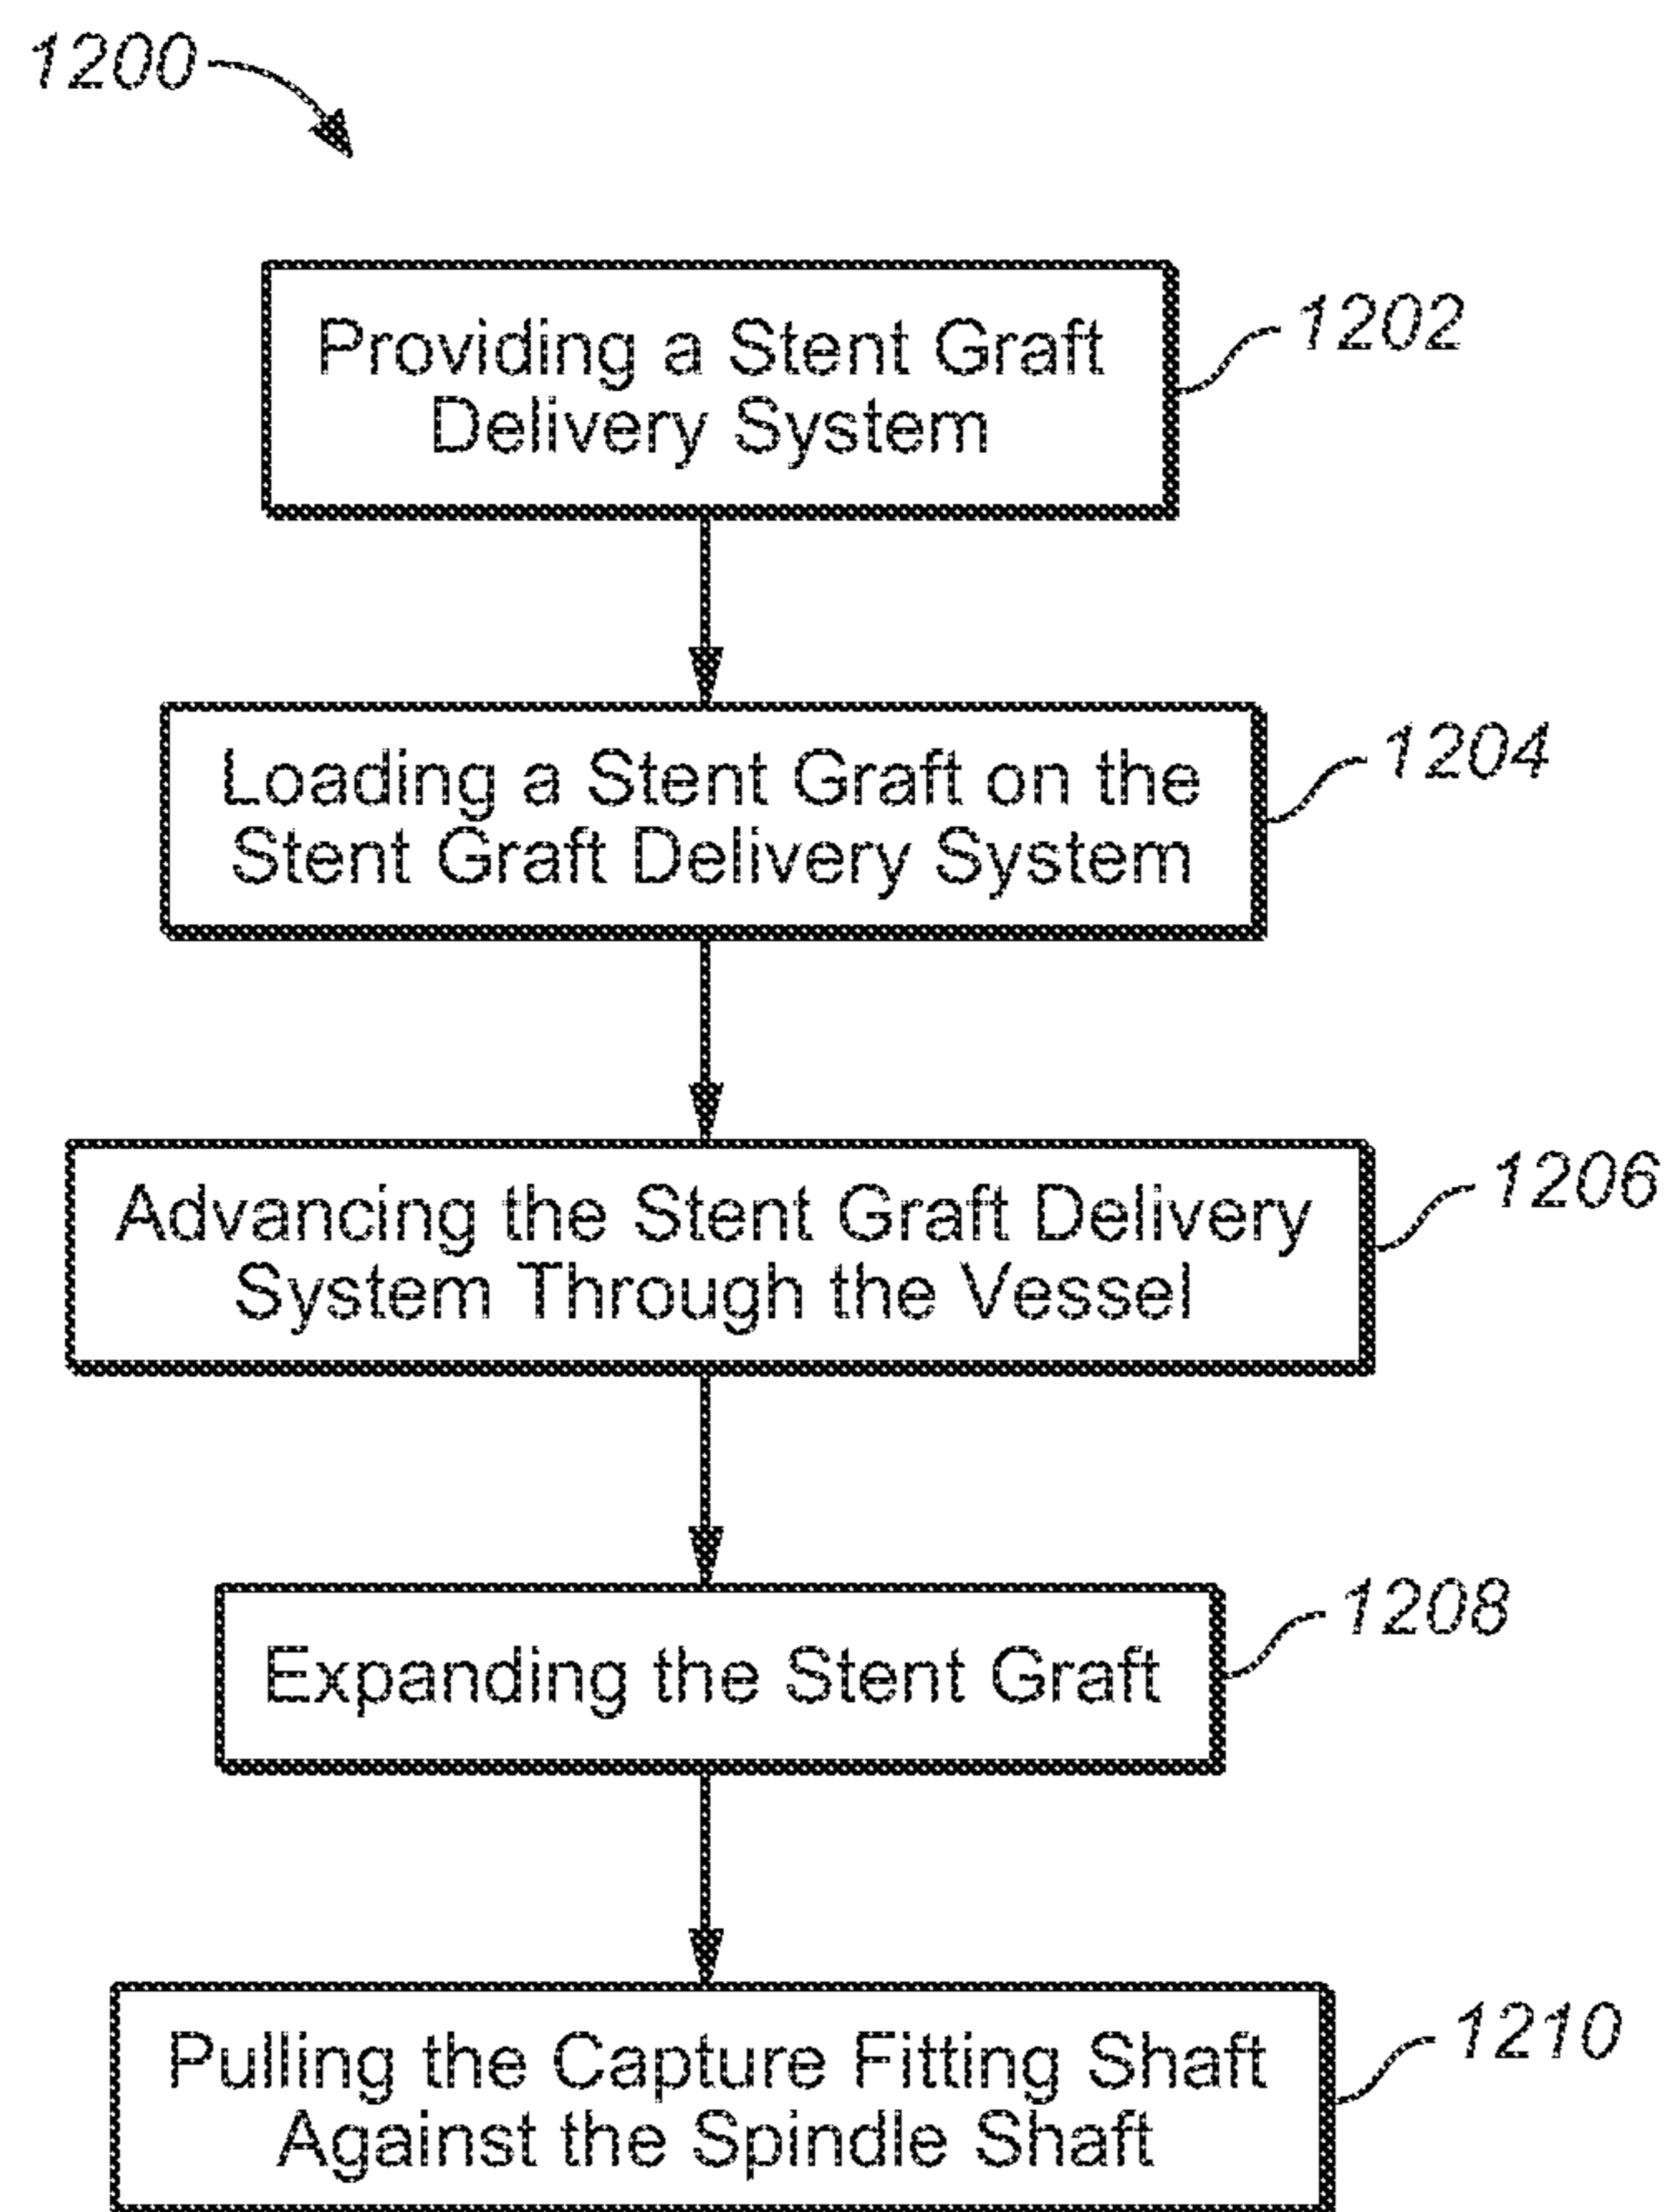 1200
Providing a Stent Graft
Delivery System
1202
Loading a Stent Graft on the
Stent Graft Delivery System
1204
Advancing the Stent Graft Delivery
System Through the Vessel
1206
Expanding the Stent Graft
1208
Pulling the Capture Fitting Shaft
Against the Spindle Shaft
1210